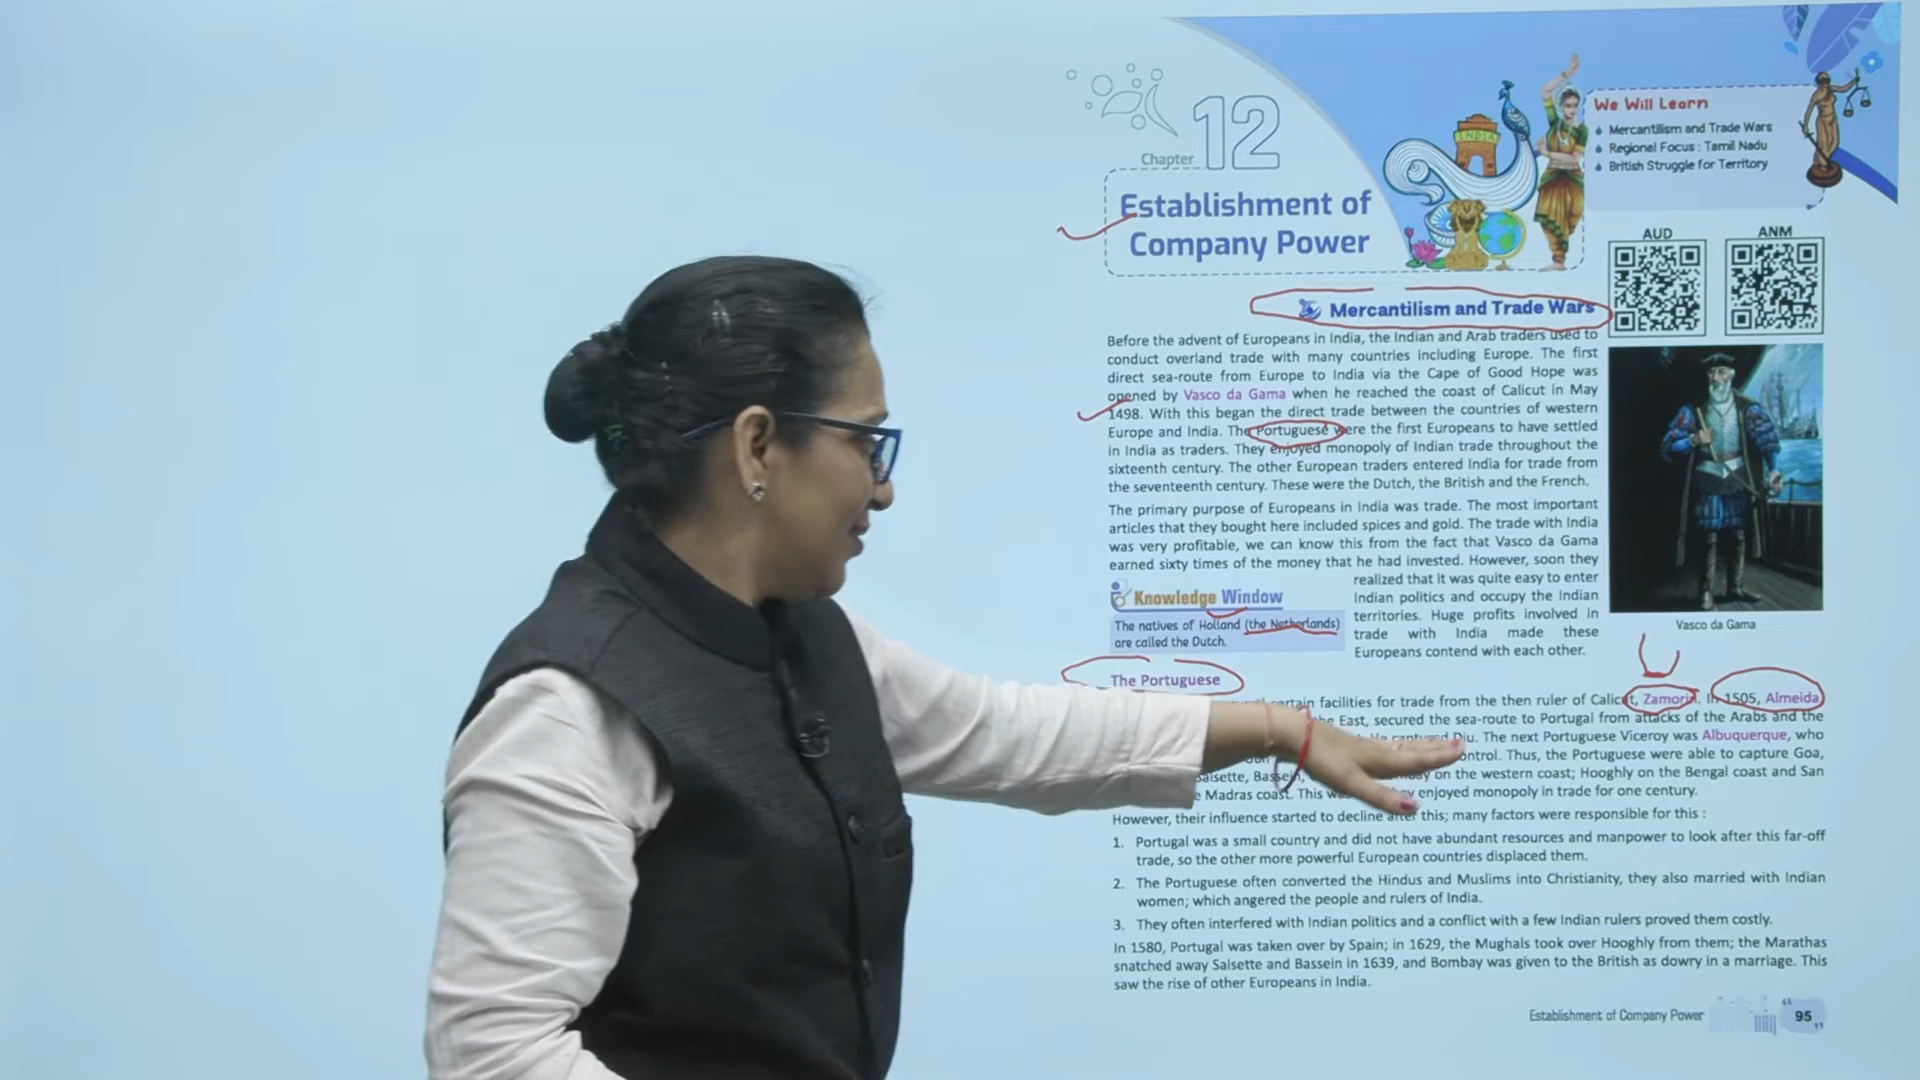 Chapter 12
Establishment of
Company Power
INDIA
We Will Learn
Mercantilism and Trade Wars
Regional Focus : Tamil Nadu
British Struggle for Territory
AUD
ANM
Mercantilism and Trade Wars
Before the advent of Europeans in India, the Indian and Arab traders used to
conduct overland trade with many countries including Europe. The first
direct sea-route from Europe to India via the Cape of Good Hope was
opened by Vasco da Gama when he reached the coast of Calicut in May
1498. With this began the direct trade between the countries of western
Europe and India. The Portuguese were the first Europeans to have settled
in India as traders. They enjoyed monopoly of Indian trade throughout the
sixteenth century. The other European traders entered India for trade from
the seventeenth century. These were the Dutch, the British and the French.
The primary purpose of Europeans in India was trade. The most important
articles that they bought here included spices and gold. The trade with India
was very profitable, we can know this from the fact that Vasco da Gama
earned sixty times of the money that he had invested. However, soon they
realized that it was quite easy to enter
Indian politics and occupy the Indian
territories. Huge profits involved in
trade with India made these
Europeans contend with each other.
Knowledge Window
The natives of Holland (the Netherlands)
are called the Dutch.
Vasco da Gama
The Portuguese
certain facilities for trade from the then ruler of Calicut, Zamorin. In 1505, Almeida
the East, secured the sea-route to Portugal from attacks of the Arabs and the
He captured Diu. The next Portuguese Viceroy was Albuquerque, who
control. Thus, the Portuguese were able to capture Goa,
Salsette, Bassein, on the western coast; Hooghly on the Bengal coast and San
Madras coast. This enjoyed monopoly in trade for one century.
However, their influence started to decline after this; many factors were responsible for this :
1. Portugal was a small country and did not have abundant resources and manpower to look after this far-off
trade, so the other more powerful European countries displaced them.
2. The Portuguese often converted the Hindus and Muslims into Christianity, they also married with Indian
women; which angered the people and rulers of India.
3. They often interfered with Indian politics and a conflict with a few Indian rulers proved them costly.
In 1580, Portugal was taken over by Spain; in 1629, the Mughals took over Hooghly from them; the Marathas
snatched away Salsette and Bassein in 1639, and Bombay was given to the British as dowry in a marriage. This
saw the rise of other Europeans in India.
Establishment of Company Power
95